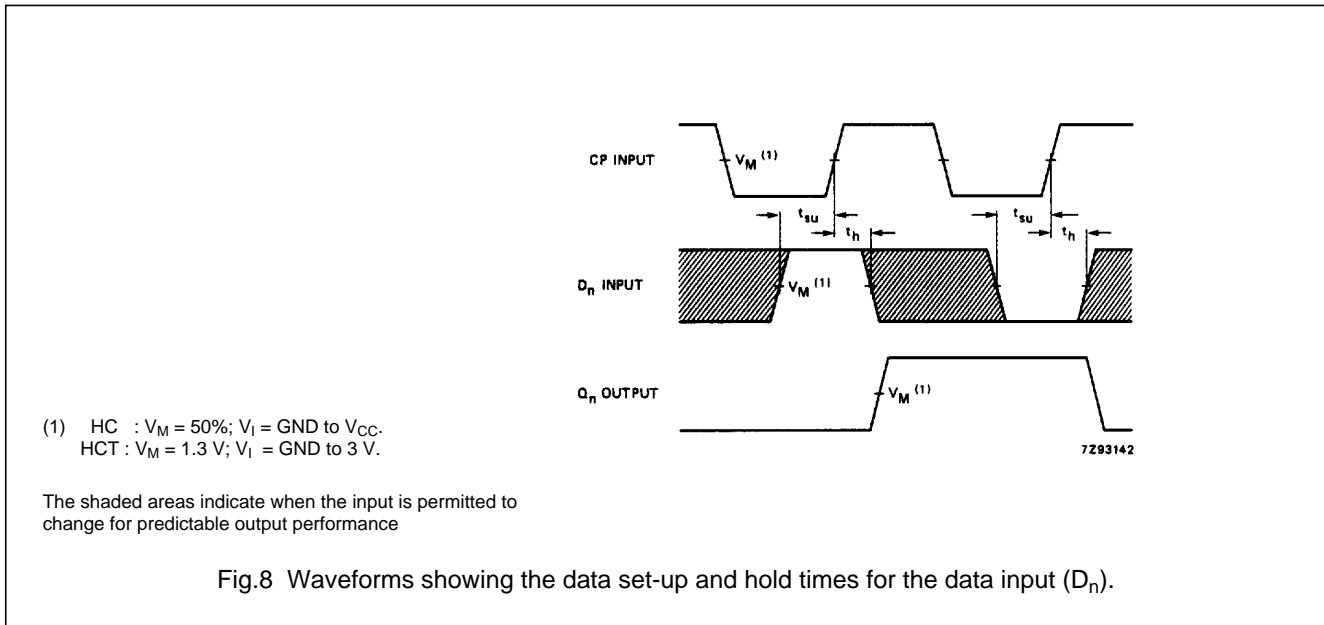 CP INPUT
V_M (1)
t_su
t_su
t_h
t_h
D_n INPUT
V_M (1)
Q_n OUTPUT
V_M (1)
7Z93142
(1) HC : V_M = 50%; V_I = GND to V_CC.
HCT : V_M = 1.3 V; V_I = GND to 3 V.
The shaded areas indicate when the input is permitted to
change for predictable output performance
Fig.8 Waveforms showing the data set-up and hold times for the data input (D_n).